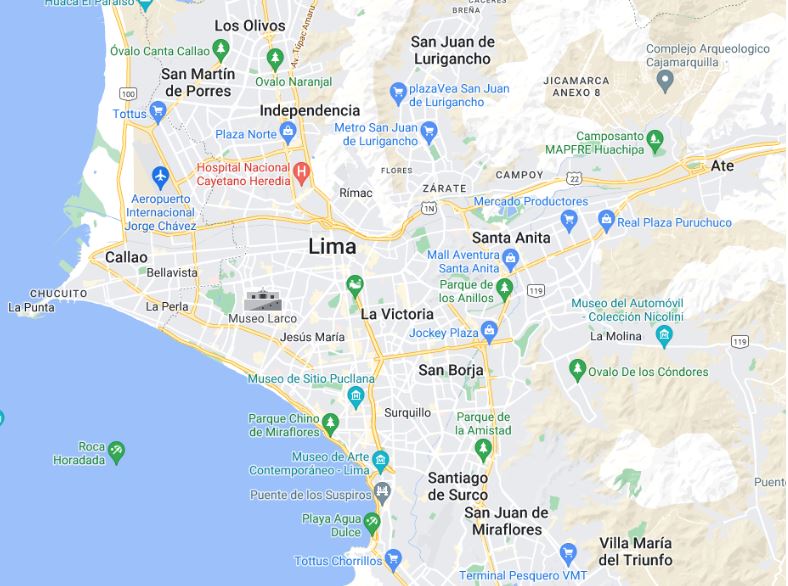 Huaca El Paraíso
CÁCERES
BREÑA
Los Olivos
Av. Túpac Amaru
San Juan de
Lurigancho
Óvalo Canta Callao
Complejo Arqueologico
Cajamarquilla
San Martín
de Porres
Ovalo Naranjal
JICAMARCA
ANEXO 8
100
plazaVea San Juan
de Lurigancho
Tottus
Independencia
Plaza Norte
Metro San Juan
de Lurigancho
Camposanto
MAPFRE Huachipa
Hospital Nacional
Cayetano Heredia
FLORES
Ate
CAMPOY
22
Rímac
ZÁRATE
Aeropuerto
Internacional
Jorge Chávez
1N
Mercado Productores
Real Plaza Puruchuco
Lima
Santa Anita
Callao
Mall Aventura
Santa Anita
Bellavista
Parque de
los Anillos
119
CHUCUITO
La Punta
La Perla
Museo Larco
La Victoria
Museo del Automóvil
- Colección Nicolini
Jesús María
Jockey Plaza
La Molina
119
San Borja
Ovalo De los Cóndores
Museo de Sitio Pucllana
Surquillo
Parque Chino
de Miraflores
Parque de
la Amistad
Roca
Horadada
Museo de Arte
Contemporáneo - Lima
Santiago
de Surco
Puente
Puente de los Suspiros
San Juan de
Miraflores
Playa Agua
Dulce
Villa María
del Triunfo
Tottus Chorrillos
Terminal Pesquero VMT